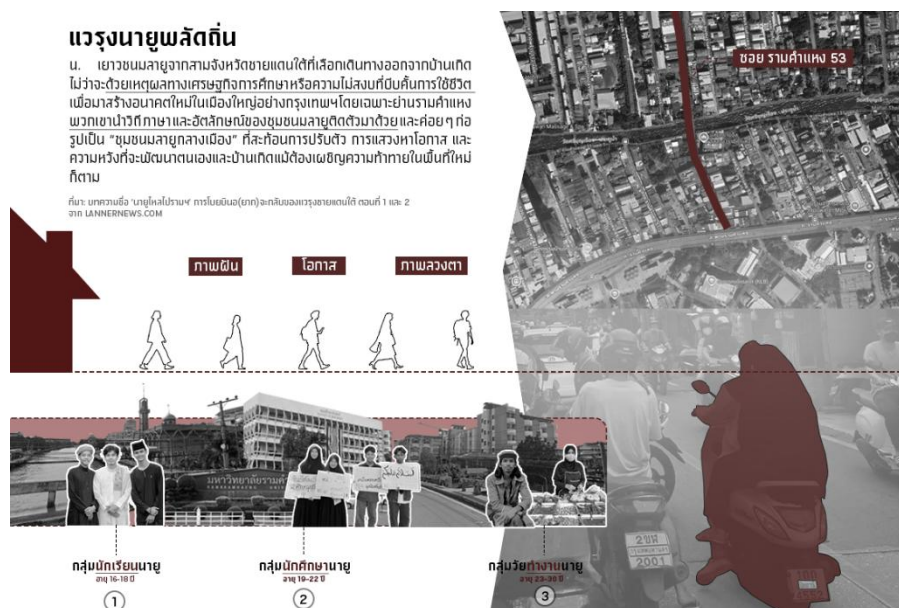 แวรุงนายูพลัดถิ่น
น. เยาวชนมลายูจากสามจังหวัดชายแดนใต้ที่เลือกเดินทางออกจากบ้านเกิด
ไม่ว่าจะด้วยเหตุผลทางเศรษฐกิจการศึกษาหรือความไม่สงบที่บีบคั้นการใช้ชีวิต
เพื่อมาสร้างอนาคตใหม่ในเมืองใหญ่อย่างกรุงเทพฯโดยเฉพาะย่านรามคำแหง
พวกเขานำวิถีภาษาและอัตลักษณ์ของชุมชนมลายูติดตัวมาด้วยและค่อยๆ ก่อ
รูปเป็น “ชุมชนมลายูกลางเมือง” ที่สะท้อนการปรับตัว การแสวงหาโอกาส และ
ความหวังที่จะพัฒนาตนเองและบ้านเกิดแม้ต้องเผชิญความท้าทายในพื้นที่ใหม่
ก็ตาม
ที่มา: บทความชื่อ ‘นายูไหลไปรามฯ’ การโบยบินอ(ยาก)จะกลับของแวรุงชายแดนใต้ ตอนที่ 1 และ 2
จาก LANNERNEWS.COM
ซอย รามคำแหง 53
ภาพฝัน
โอกาส
ภาพลวงตา
มหาวิทยาลัยราม
กลุ่มนักเรียนนายู
อายุ 16-18 ปี
1
กลุ่มนักศึกษานายู
อายุ 19-22 ปี
2
กลุ่มวัยทำงานนายู
อายุ 23-30 ปี
3
2ขฬ
2001